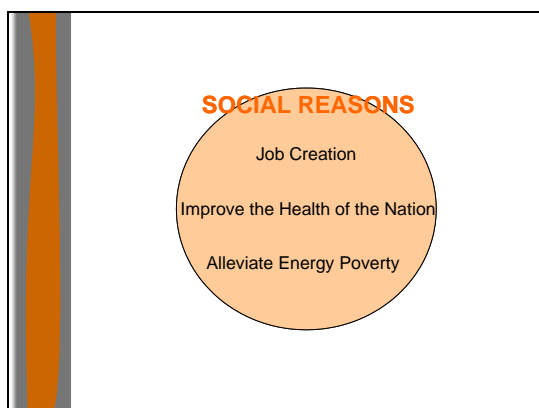 SOCIAL REASONS
Job Creation
Improve the Health of the Nation
Alleviate Energy Poverty